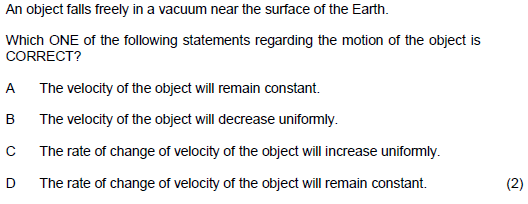 An object falls freely in a vacuum near the surface of the Earth.
Which ONE of the following statements regarding the motion of the object is
CORRECT?
A The velocity of the object will remain constant.
B The velocity of the object will decrease uniformly.
C The rate of change of velocity of the object will increase uniformly.
D The rate of change of velocity of the object will remain constant. (2)